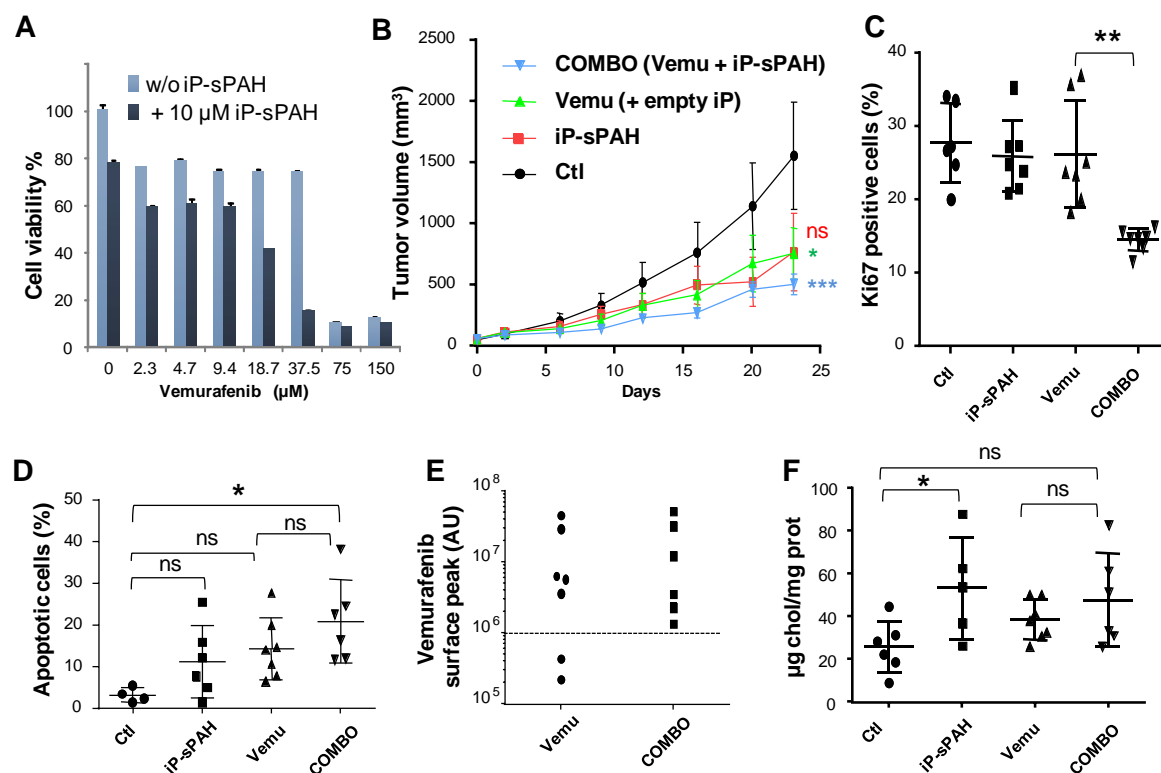 A
w/o iP-sPAH
+ 10 µM iP-sPAH
Cell viability %
100
80
60
40
20
0
0 2.3 4.7 9.4 18.7 37.5 75 150
Vemurafenib (µM)
B
COMBO (Vemu + iP-sPAH)
Vemu (+ empty iP)
iP-sPAH
Ctl
Tumor volume (mm³)
2500
2000
1500
1000
500
0
ns
*
***
0 5 10 15 20 25
Days
C
**
Ki67 positive cells (%)
40
30
20
10
0
Ctl
iP-sPAH
Vemu
COMBO
D
*
ns
ns
ns
Apoptotic cells (%)
50
40
30
20
10
0
Ctl
iP-sPAH
Vemu
COMBO
E
Vemurafenib
surface peak (AU)
10⁸
10⁷
10⁶
10⁵
Vemu
COMBO
F
ns
*
ns
µg chol/mg prot
100
80
60
40
20
0
Ctl
iP-sPAH
Vemu
COMBO